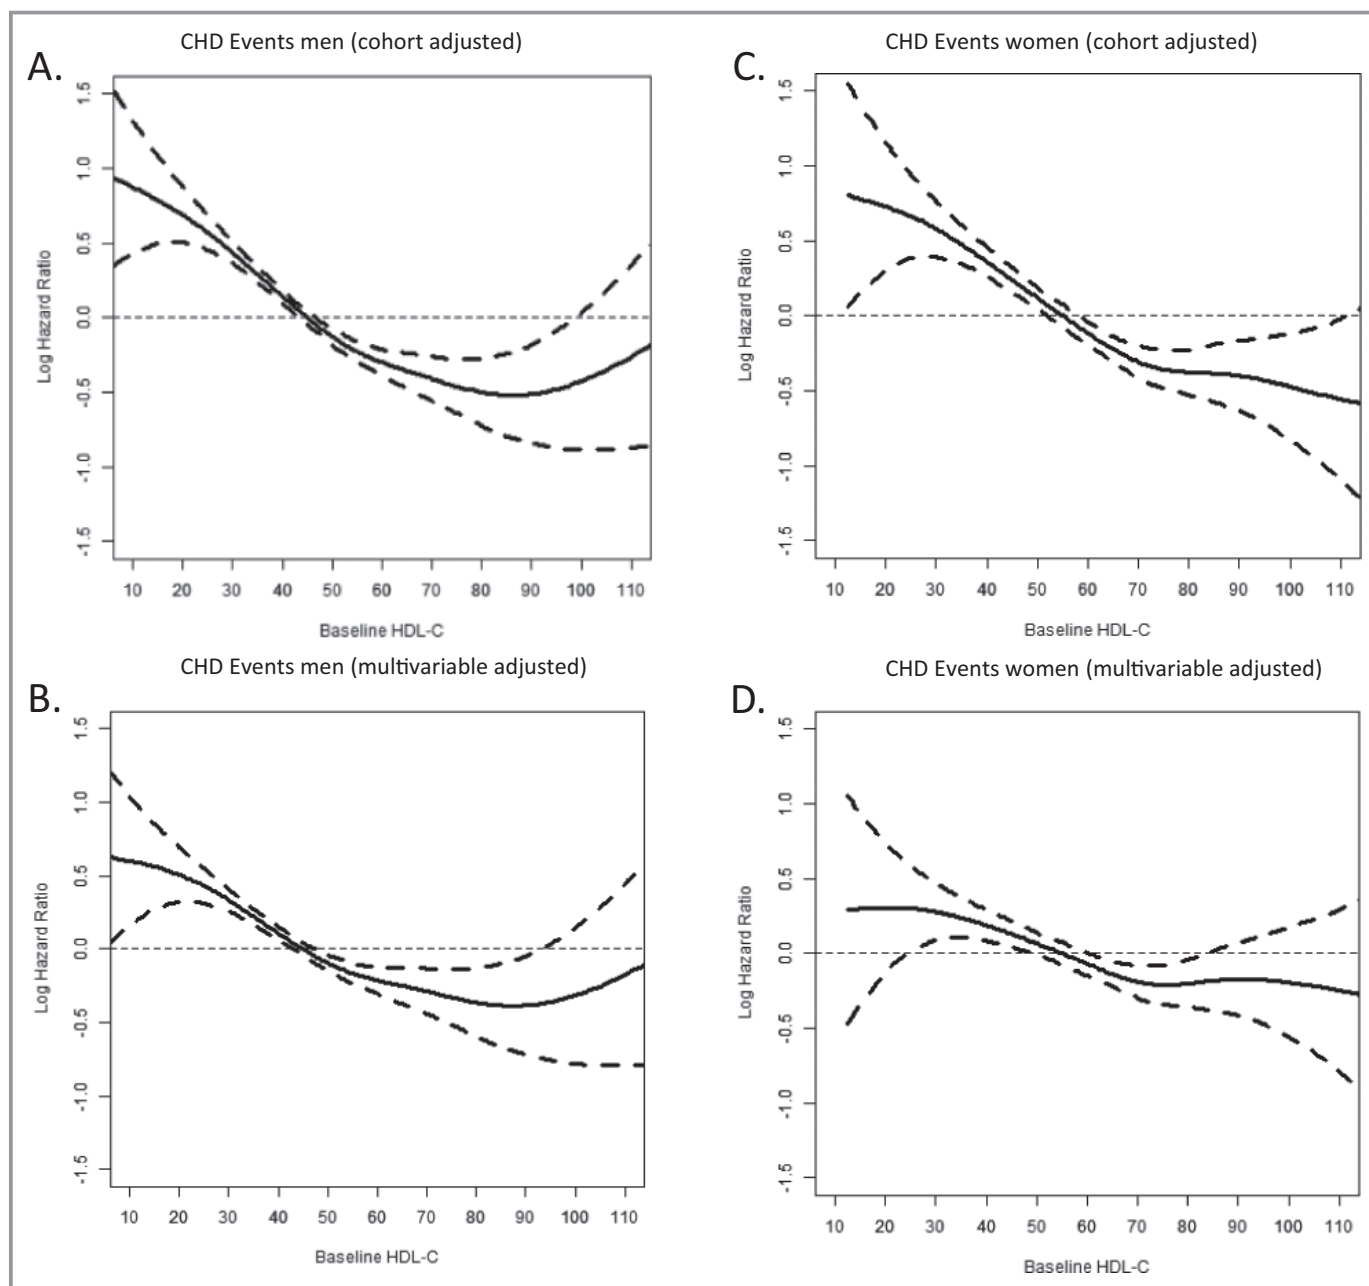 CHD Events men (cohort adjusted)
A.
Log Hazard Ratio
1.5
1.0
0.5
0.0
-0.5
-1.0
-1.5
10 20 30 40 50 60 70 80 90 100 110
Baseline HDL-C
CHD Events women (cohort adjusted)
C.
Log Hazard Ratio
1.5
1.0
0.5
0.0
-0.5
-1.0
-1.5
10 20 30 40 50 60 70 80 90 100 110
Baseline HDL-C
CHD Events men (multivariable adjusted)
B.
Log Hazard Ratio
1.5
1.0
0.5
0.0
-0.5
-1.0
-1.5
10 20 30 40 50 60 70 80 90 100 110
Baseline HDL-C
CHD Events women (multivariable adjusted)
D.
Log Hazard Ratio
1.5
1.0
0.5
0.0
-0.5
-1.0
-1.5
10 20 30 40 50 60 70 80 90 100 110
Baseline HDL-C